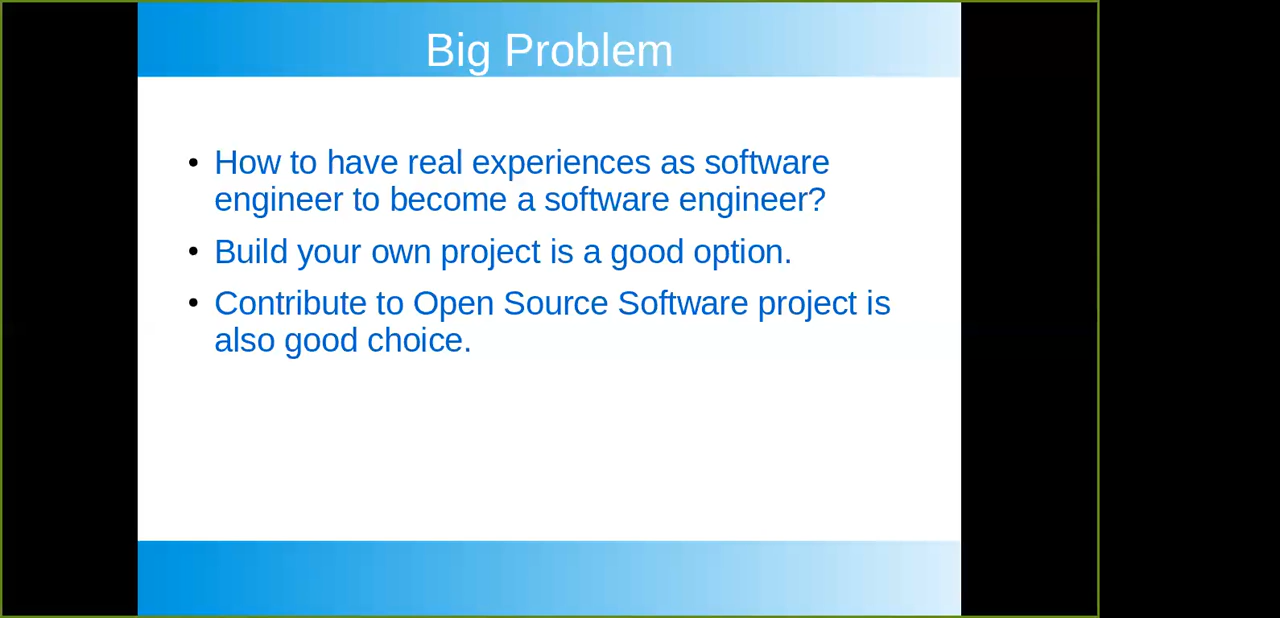 Big Problem
• How to have real experiences as software
engineer to become a software engineer?
• Build your own project is a good option.
• Contribute to Open Source Software project is
also good choice.